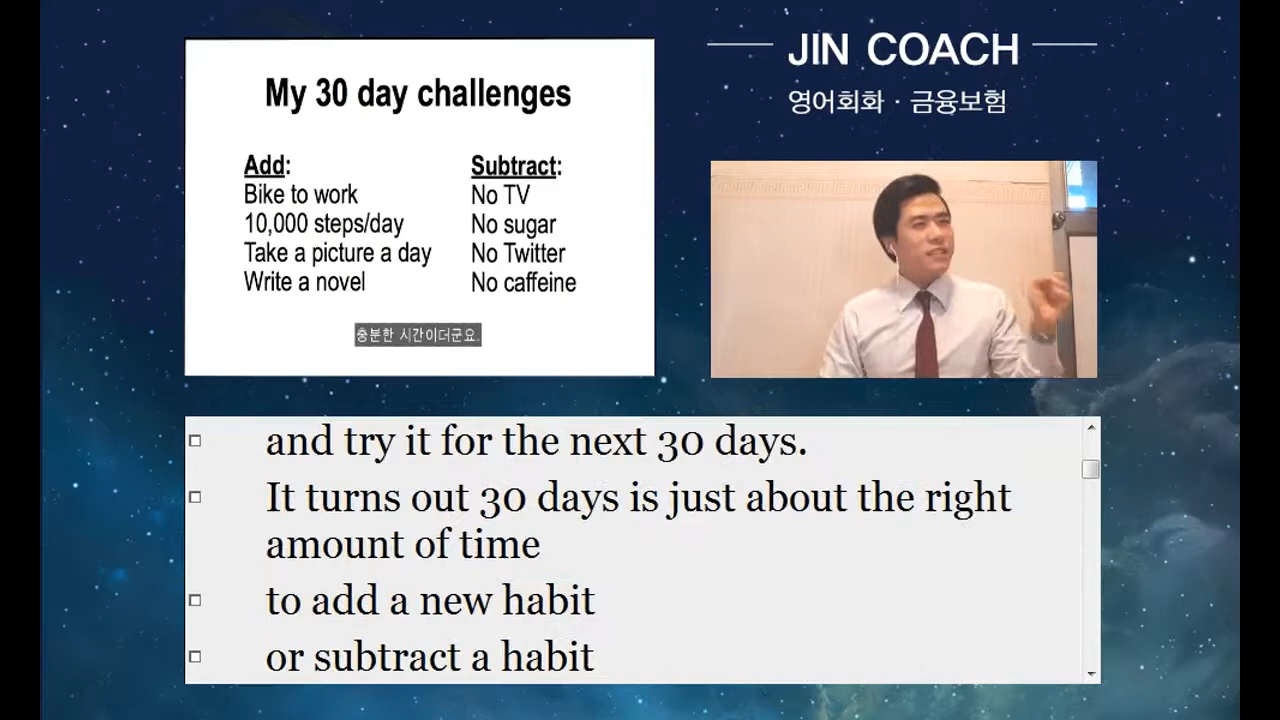 My 30 day challenges
Add:
Bike to work
10,000 steps/day
Take a picture a day
Write a novel
Subtract:
No TV
No sugar
No Twitter
No caffeine
충분한 시간이더군요.
JIN COACH
영어회화 · 금융보험
and try it for the next 30 days.
It turns out 30 days is just about the right
amount of time
to add a new habit
or subtract a habit